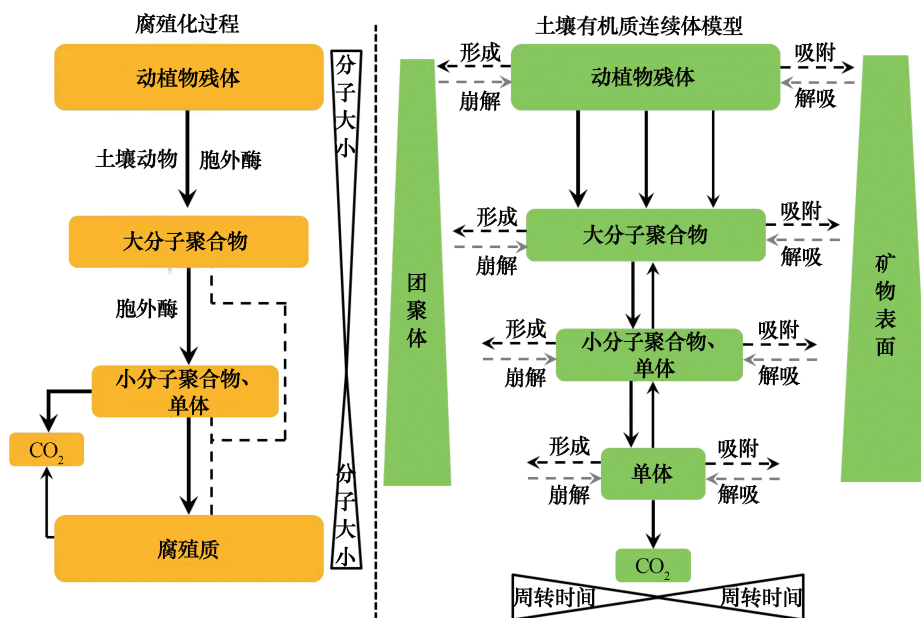 腐殖化过程
动植物残体
土壤动物
胞外酶
大分子聚合物
胞外酶
小分子聚合物、
单体
CO₂
腐殖质
分子大小
分子大小
土壤有机质连续体模型
团聚体
形成
崩解
动植物残体
吸附
解吸
形成
崩解
大分子聚合物
吸附
解吸
形成
崩解
小分子聚合物、
单体
吸附
解吸
形成
崩解
单体
吸附
解吸
CO₂
矿物表面
周转时间
周转时间